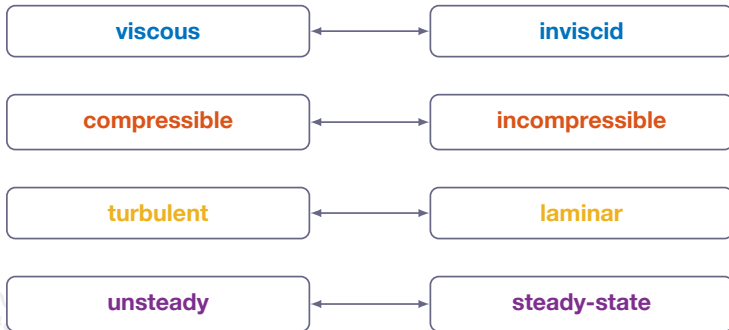 viscous inviscid
compressible incompressible
turbulent laminar
unsteady steady-state